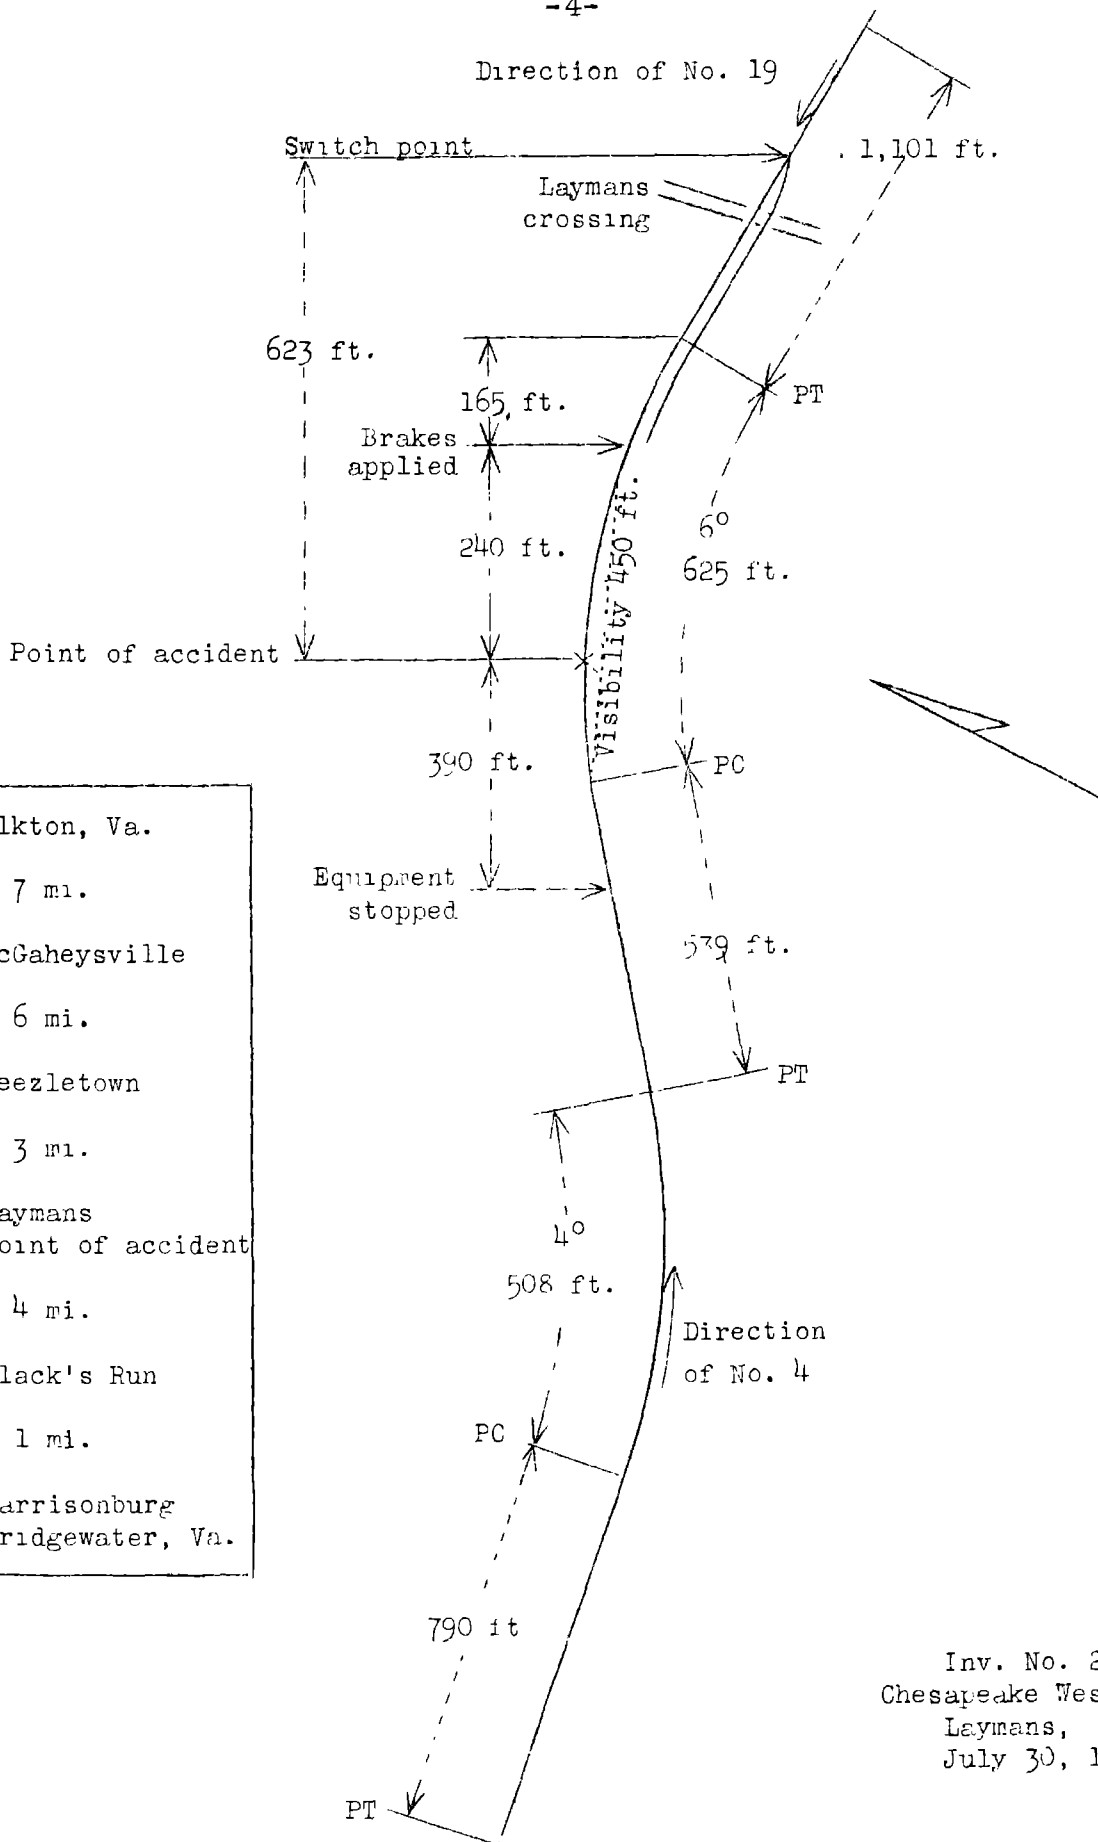 -4-
Direction of No. 19
Switch point
1,101 ft.
Laymans
crossing
623 ft.
165 ft.
PT
Brakes
applied
Visibility 450 ft.
6°
240 ft.
625 ft.
Point of accident
390 ft.
PC
lkton, Va.
7 mi.
Equipment
stopped
cGaheysville
539 ft.
6 mi.
eezletown
PT
3 mi.
aymans
oint of accident
4°
508 ft.
4 mi.
Direction
of No. 4
lack's Run
PC
1 mi.
arrisonburg
ridgewater, Va.
790 ft
Inv. No. 2
Chesapeake Wes
Laymans,
July 30, 1
PT